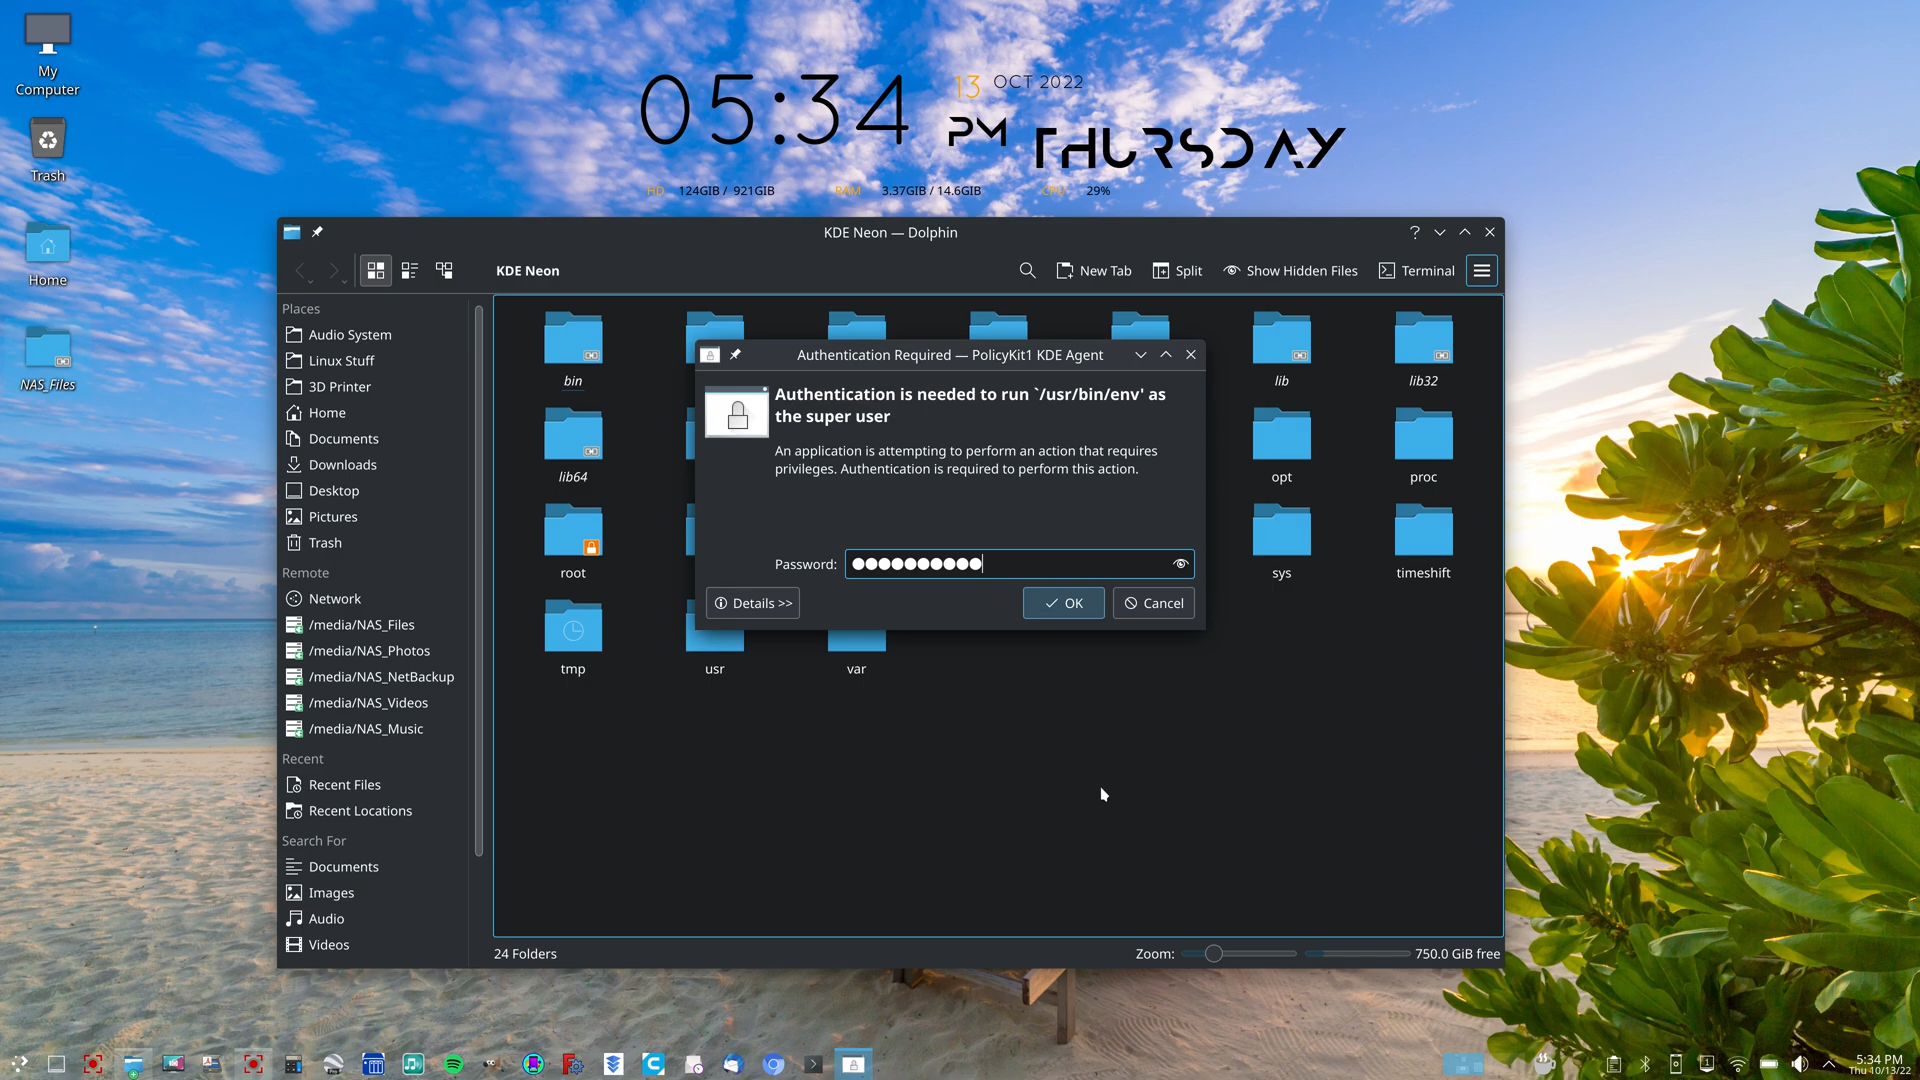 My
Computer
Trash
Home
NAS_Files
05:34
13 OCT 2022
PM THURSDAY
HD 124GIB / 921GIB RAM 3.37GIB / 14.6GIB CPU 29%
KDE Neon — Dolphin
KDE Neon
New Tab
Split
Show Hidden Files
Terminal
Places
Audio System
Linux Stuff
3D Printer
Home
Documents
Downloads
Desktop
Pictures
Trash
Remote
Network
/media/NAS_Files
/media/NAS_Photos
/media/NAS_NetBackup
/media/NAS_Videos
/media/NAS_Music
Recent
Recent Files
Recent Locations
Search For
Documents
Images
Audio
Videos
bin
lib
lib32
lib64
opt
proc
root
sys
timeshift
tmp
usr
var
Authentication Required — PolicyKit1 KDE Agent
Authentication is needed to run `/usr/bin/env' as
the super user
An application is attempting to perform an action that requires
privileges. Authentication is required to perform this action.
Password:
Details >>
OK
Cancel
24 Folders
Zoom:
750.0 GiB free
5:34 PM
Thu 10/13/22